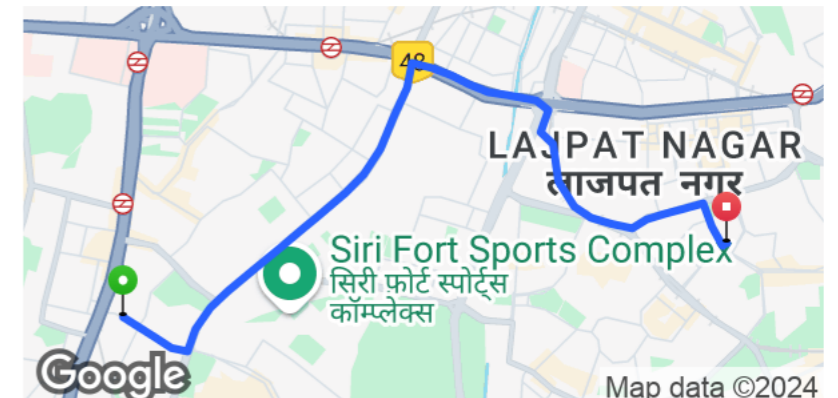 48
LAJPAT NAGAR
लाजपत नगर
Siri Fort Sports Complex
सिरी फ़ोर्ट स्पोर्ट्स
कॉम्प्लेक्स
Google
Map data ©2024